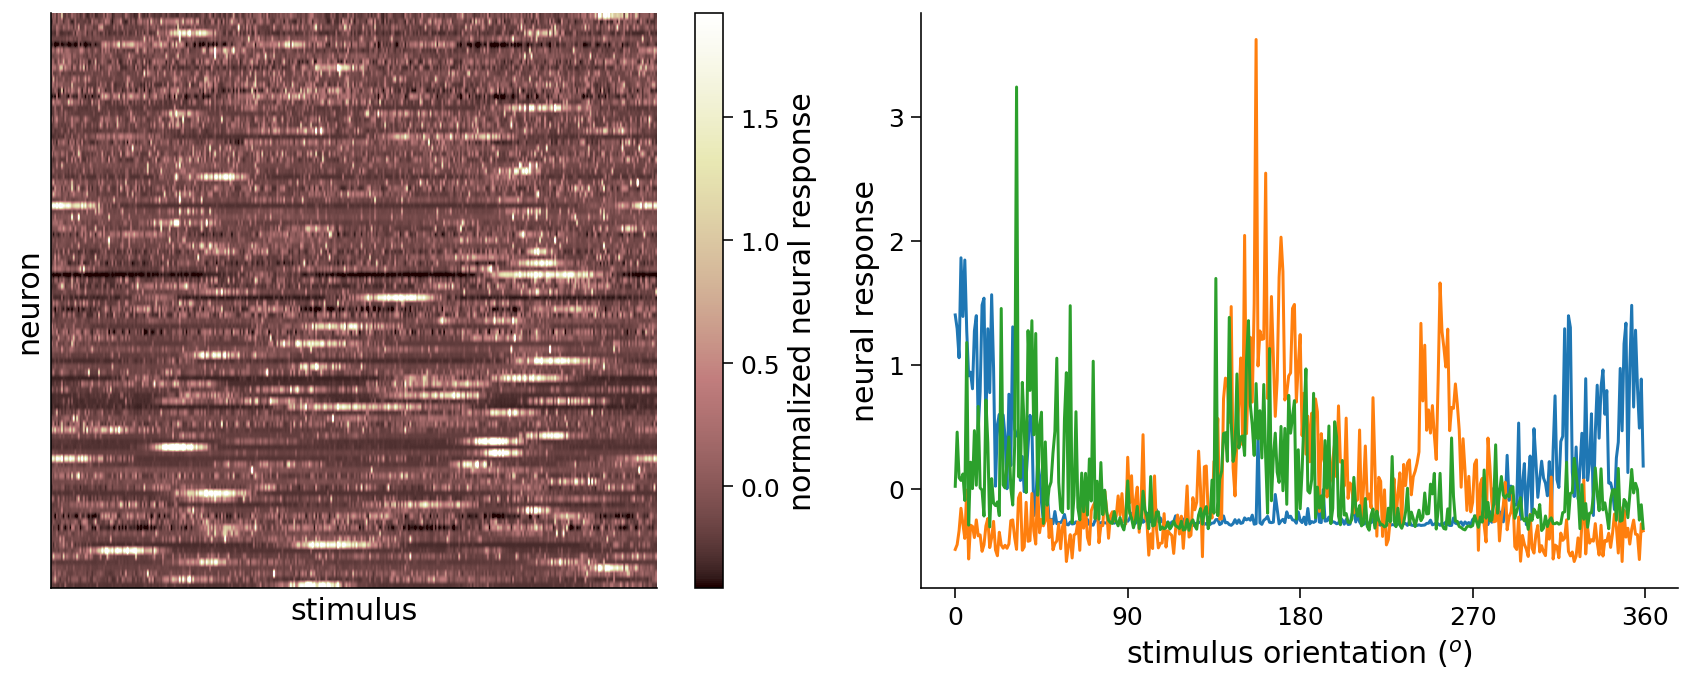 neuron
stimulus
1.5
1.0
0.5
0.0
normalized neural response
neural response
3
2
1
0
0 90 180 270 360
stimulus orientation (°)